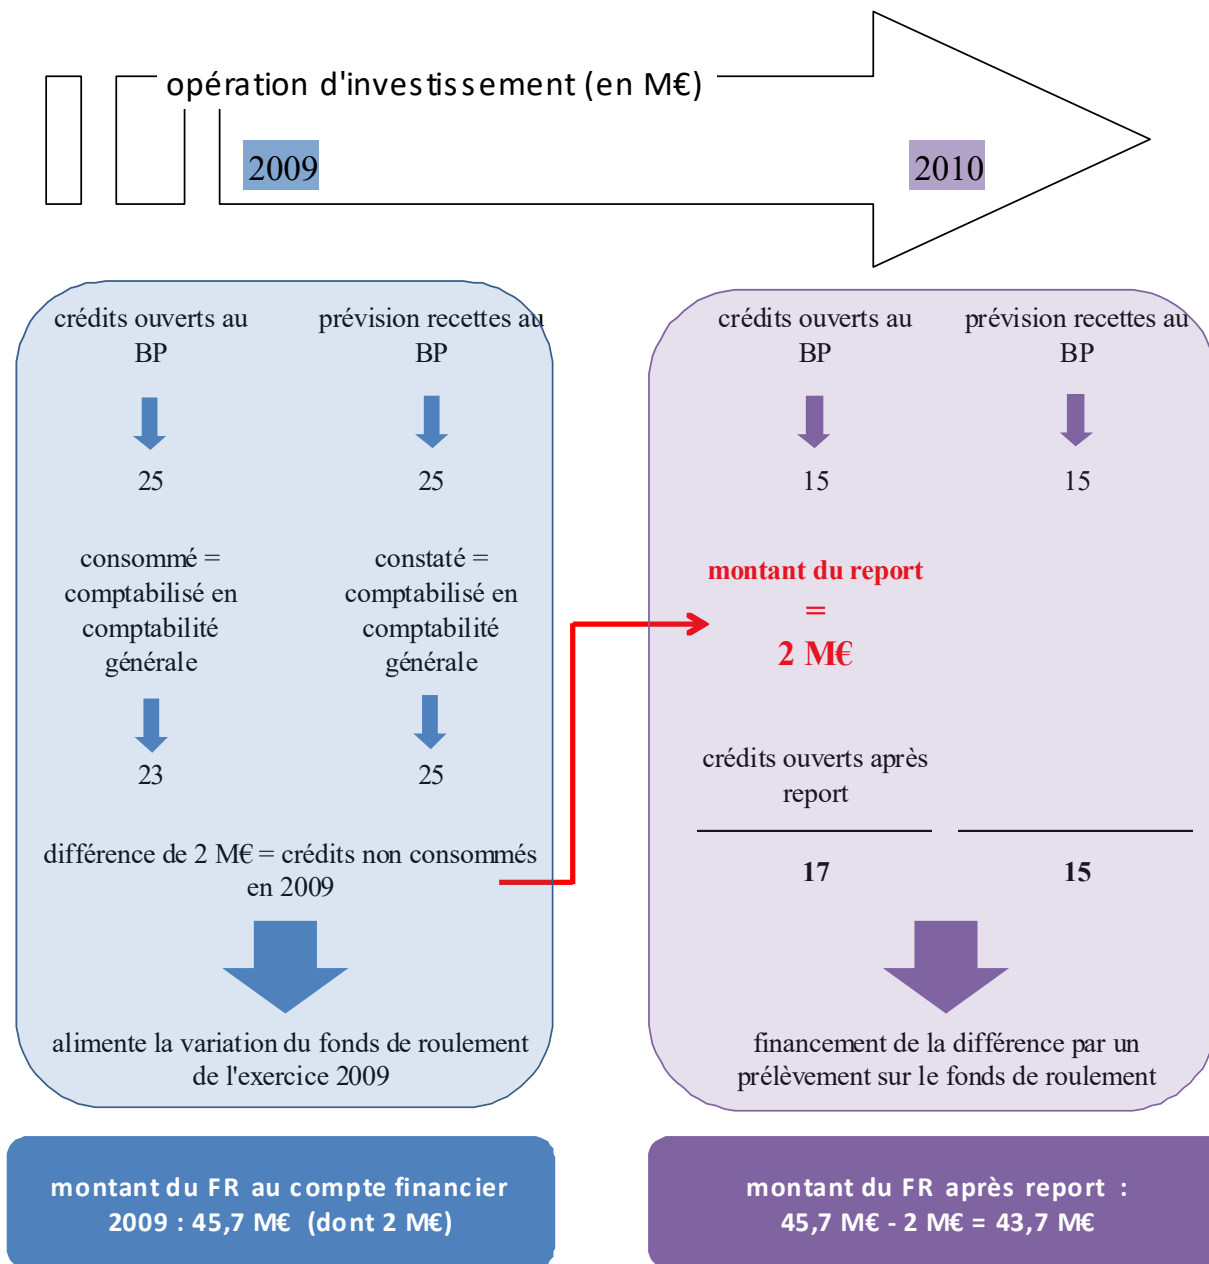 opération d'investissement (en M€)
2009
2010
crédits ouverts au
BP
prévision recettes au
BP
25
25
consommé =
comptabilisé en
comptabilité
générale
constaté =
comptabilisé en
comptabilité
générale
23
25
différence de 2 M€ = crédits non consommés
en 2009
alimente la variation du fonds de roulement
de l'exercice 2009
montant du FR au compte financier
2009 : 45,7 M€ (dont 2 M€)
crédits ouverts au
BP
prévision recettes au
BP
15
15
montant du report
=
2 M€
crédits ouverts après
report
17
15
financement de la différence par un
prélèvement sur le fonds de roulement
montant du FR après report :
45,7 M€ - 2 M€ = 43,7 M€